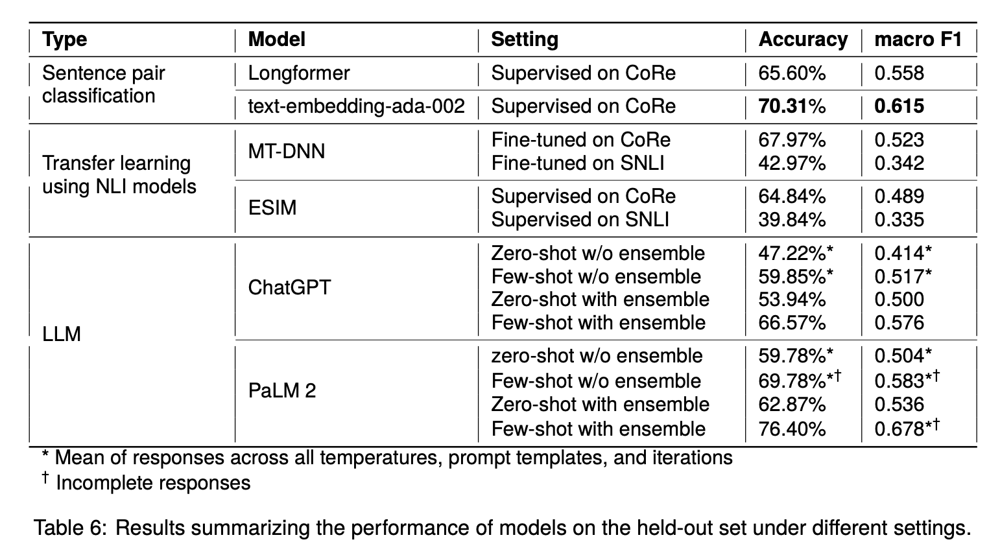 Type Model Setting Accuracy macro F1
Sentence pair classification Longformer Supervised on CoRe 65.60% 0.558
text-embedding-ada-002 Supervised on CoRe 70.31% 0.615
Transfer learning using NLI models MT-DNN Fine-tuned on CoRe 67.97% 0.523
Fine-tuned on SNLI 42.97% 0.342
ESIM Supervised on CoRe 64.84% 0.489
Supervised on SNLI 39.84% 0.335
LLM ChatGPT Zero-shot w/o ensemble 47.22%* 0.414*
Few-shot w/o ensemble 59.85%* 0.517*
Zero-shot with ensemble 53.94% 0.500
Few-shot with ensemble 66.57% 0.576
PaLM 2 zero-shot w/o ensemble 59.78%* 0.504*
Few-shot w/o ensemble 69.78%*† 0.583*†
Zero-shot with ensemble 62.87% 0.536
Few-shot with ensemble 76.40% 0.678*†
* Mean of responses across all temperatures, prompt templates, and iterations
† Incomplete responses
Table 6: Results summarizing the performance of models on the held-out set under different settings.